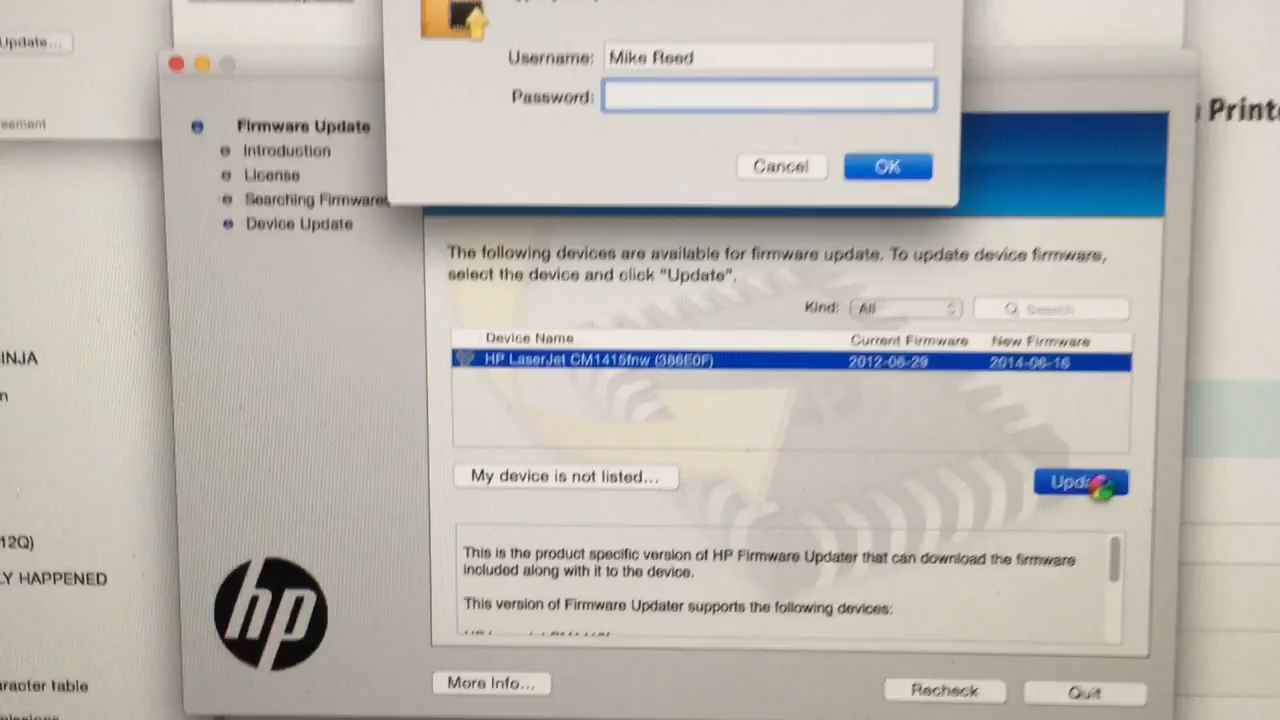 Update...
eement
INJA
n
12Q)
LY HAPPENED
aracter table
Username: Mike Reed
Password:
Cancel OK
Firmware Update
Introduction
License
Searching Firmware
Device Update
The following devices are available for firmware update. To update device firmware,
select the device and click "Update".
Kind: All Search
Device Name Current Firmware New Firmware
HP LaserJet CM1415fnw (386E0F) 2012-06-29 2014-06-16
My device is not listed... Upda
This is the product specific version of HP Firmware Updater that can download the firmware
included along with it to the device.
This version of Firmware Updater supports the following devices:
hp
More Info... Recheck Quit
Printe